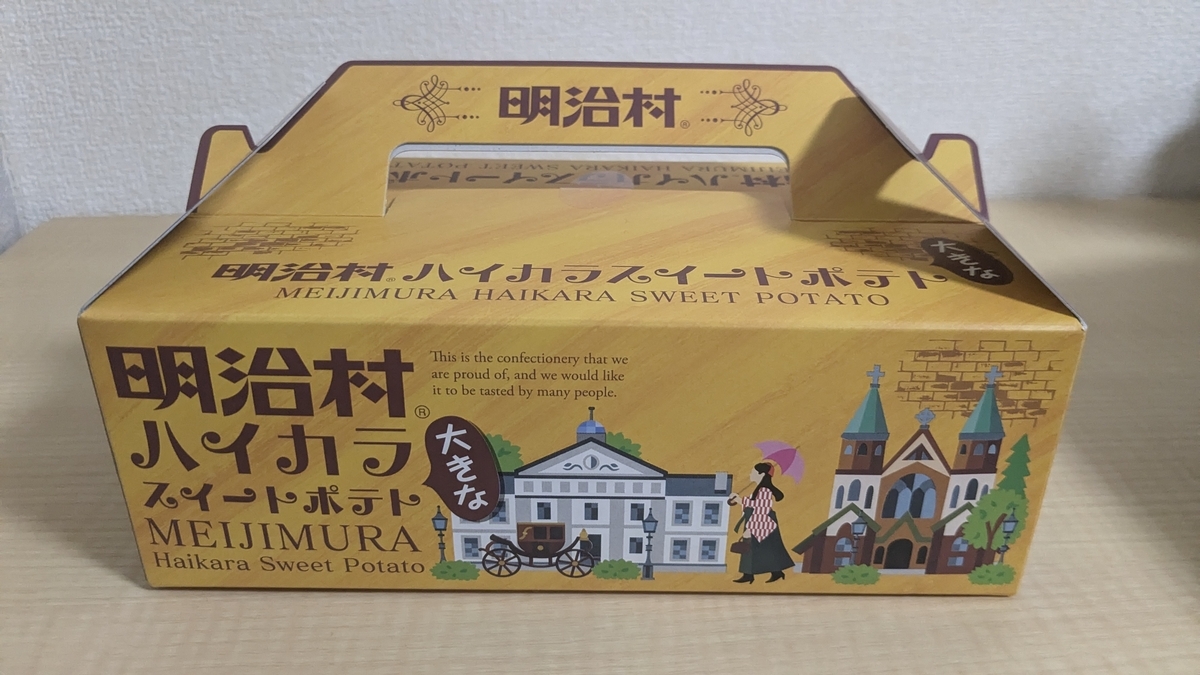 明治村®
明治村®ハイカラスイートポテト
大きな
MEIJIMURA HAIKARA SWEET POTATO
明治村®
ハイカラ
スイートポテト
大きな
MEIJIMURA
Haikara Sweet Potato
This is the confectionery that we
are proud of, and we would like
it to be tasted by many people.